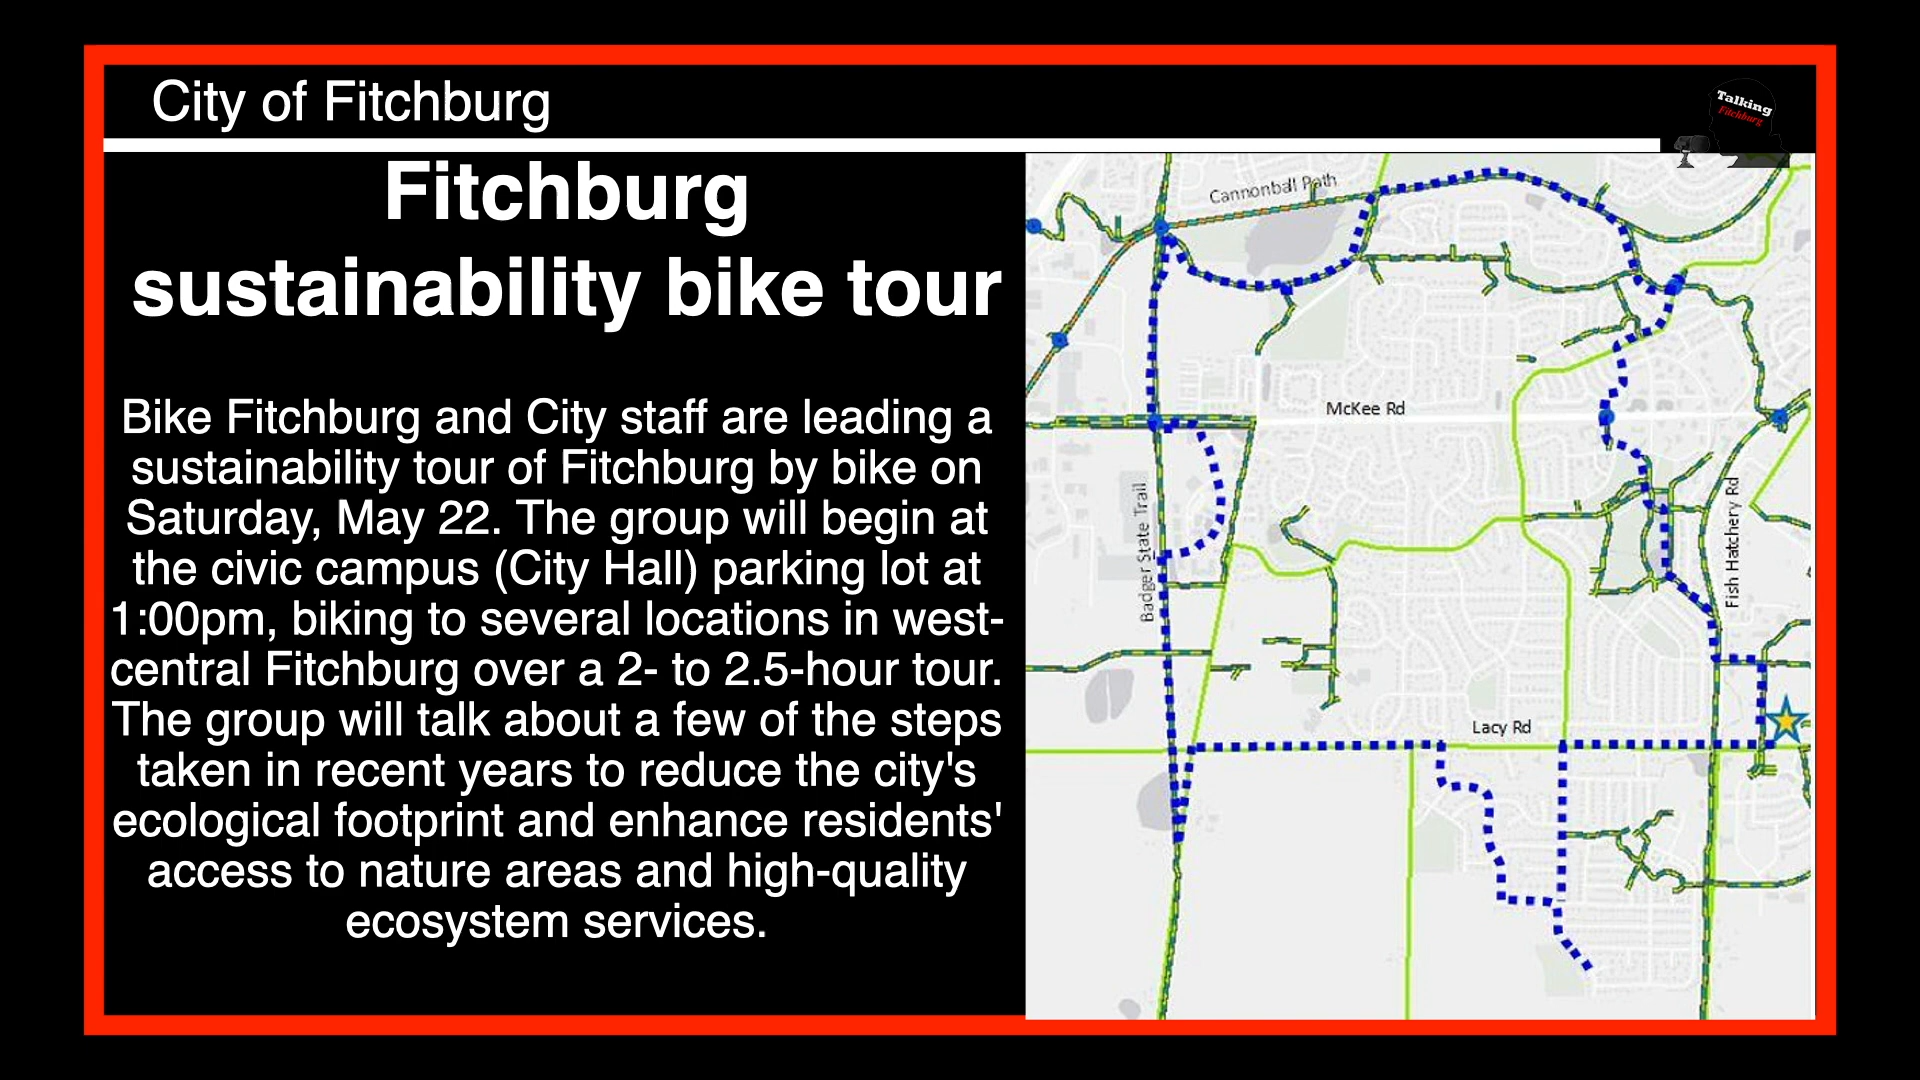 City of Fitchburg
Talking
Fitchburg
Fitchburg
sustainability bike tour
Bike Fitchburg and City staff are leading a
sustainability tour of Fitchburg by bike on
Saturday, May 22. The group will begin at
the civic campus (City Hall) parking lot at
1:00pm, biking to several locations in west-
central Fitchburg over a 2- to 2.5-hour tour.
The group will talk about a few of the steps
taken in recent years to reduce the city's
ecological footprint and enhance residents'
access to nature areas and high-quality
ecosystem services.
Cannonball Path
McKee Rd
Badger State Trail
Fish Hatchery Rd
Lacy Rd